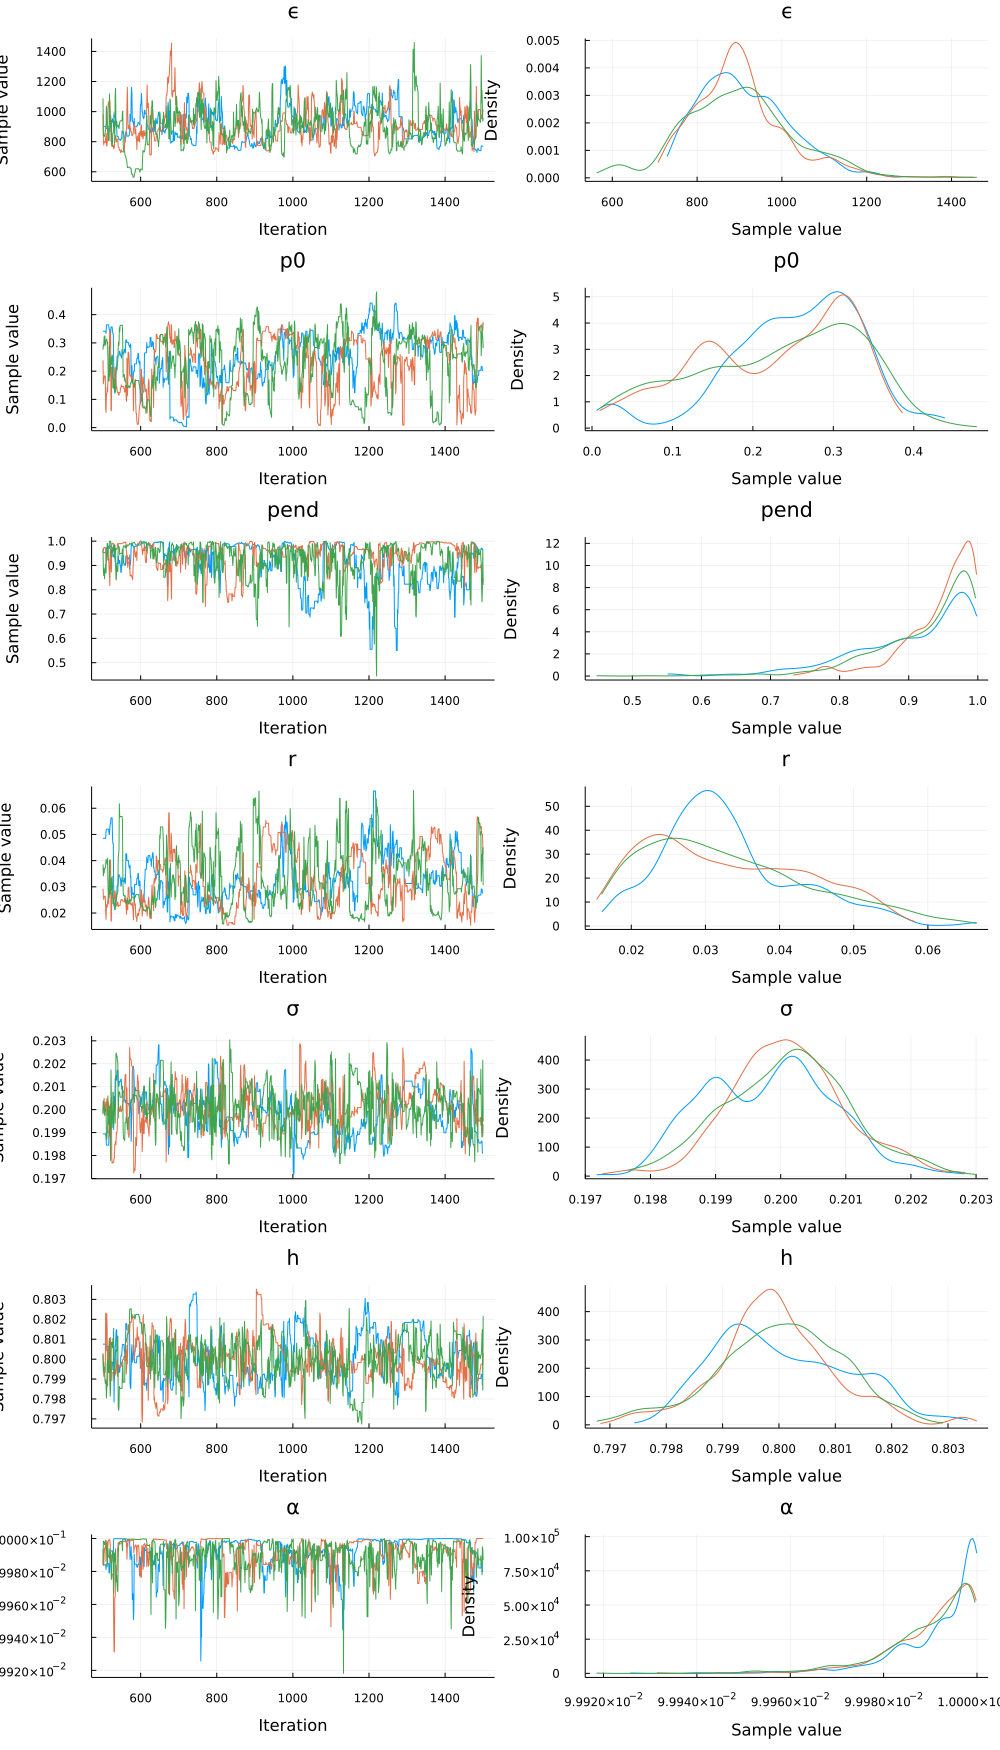 ϵ
ϵ
1400
1200
1000
800
600
Sample value
600 800 1000 1200 1400
Iteration
0.005
0.004
0.003
0.002
0.001
0.000
Density
600 800 1000 1200 1400
Sample value
p0
p0
0.4
0.3
0.2
0.1
0.0
Sample value
600 800 1000 1200 1400
Iteration
5
4
3
2
1
0
Density
0.0 0.1 0.2 0.3 0.4
Sample value
pend
pend
1.0
0.9
0.8
0.7
0.6
0.5
Sample value
600 800 1000 1200 1400
Iteration
12
10
8
6
4
2
0
Density
0.5 0.6 0.7 0.8 0.9 1.0
Sample value
r
r
0.06
0.05
0.04
0.03
0.02
Sample value
600 800 1000 1200 1400
Iteration
50
40
30
20
10
0
Density
0.02 0.03 0.04 0.05 0.06
Sample value
σ
σ
0.203
0.202
0.201
0.200
0.199
0.198
0.197
Sample value
600 800 1000 1200 1400
Iteration
400
300
200
100
0
Density
0.197 0.198 0.199 0.200 0.201 0.202 0.203
Sample value
h
h
0.803
0.802
0.801
0.800
0.799
0.798
0.797
Sample value
600 800 1000 1200 1400
Iteration
400
300
200
100
0
Density
0.797 0.798 0.799 0.800 0.801 0.802 0.803
Sample value
α
α
0000×10⁻¹
9980×10⁻²
9960×10⁻²
9940×10⁻²
9920×10⁻²
600 800 1000 1200 1400
Iteration
1.00×10⁵
7.50×10⁴
5.00×10⁴
2.50×10⁴
0
Density
9.9920×10⁻² 9.9940×10⁻² 9.9960×10⁻² 9.9980×10⁻² 1.0000×10
Sample value